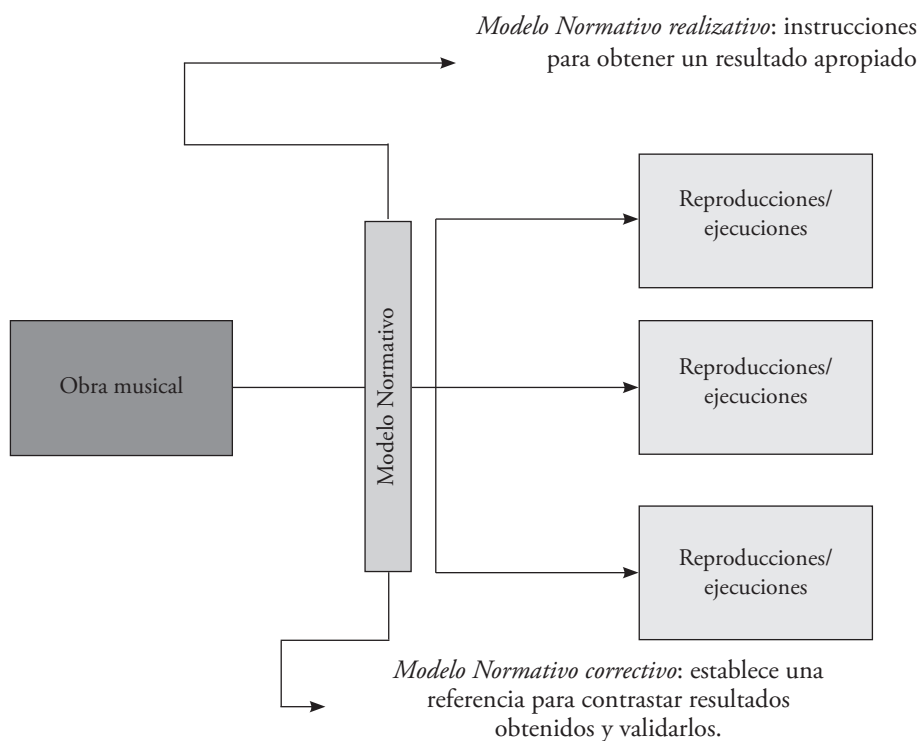 Modelo Normativo realizativo: instrucciones
para obtener un resultado apropiado
Reproducciones/
ejecuciones
Obra musical
Modelo Normativo
Reproducciones/
ejecuciones
Reproducciones/
ejecuciones
Modelo Normativo correctivo: establece una
referencia para contrastar resultados
obtenidos y validarlos.